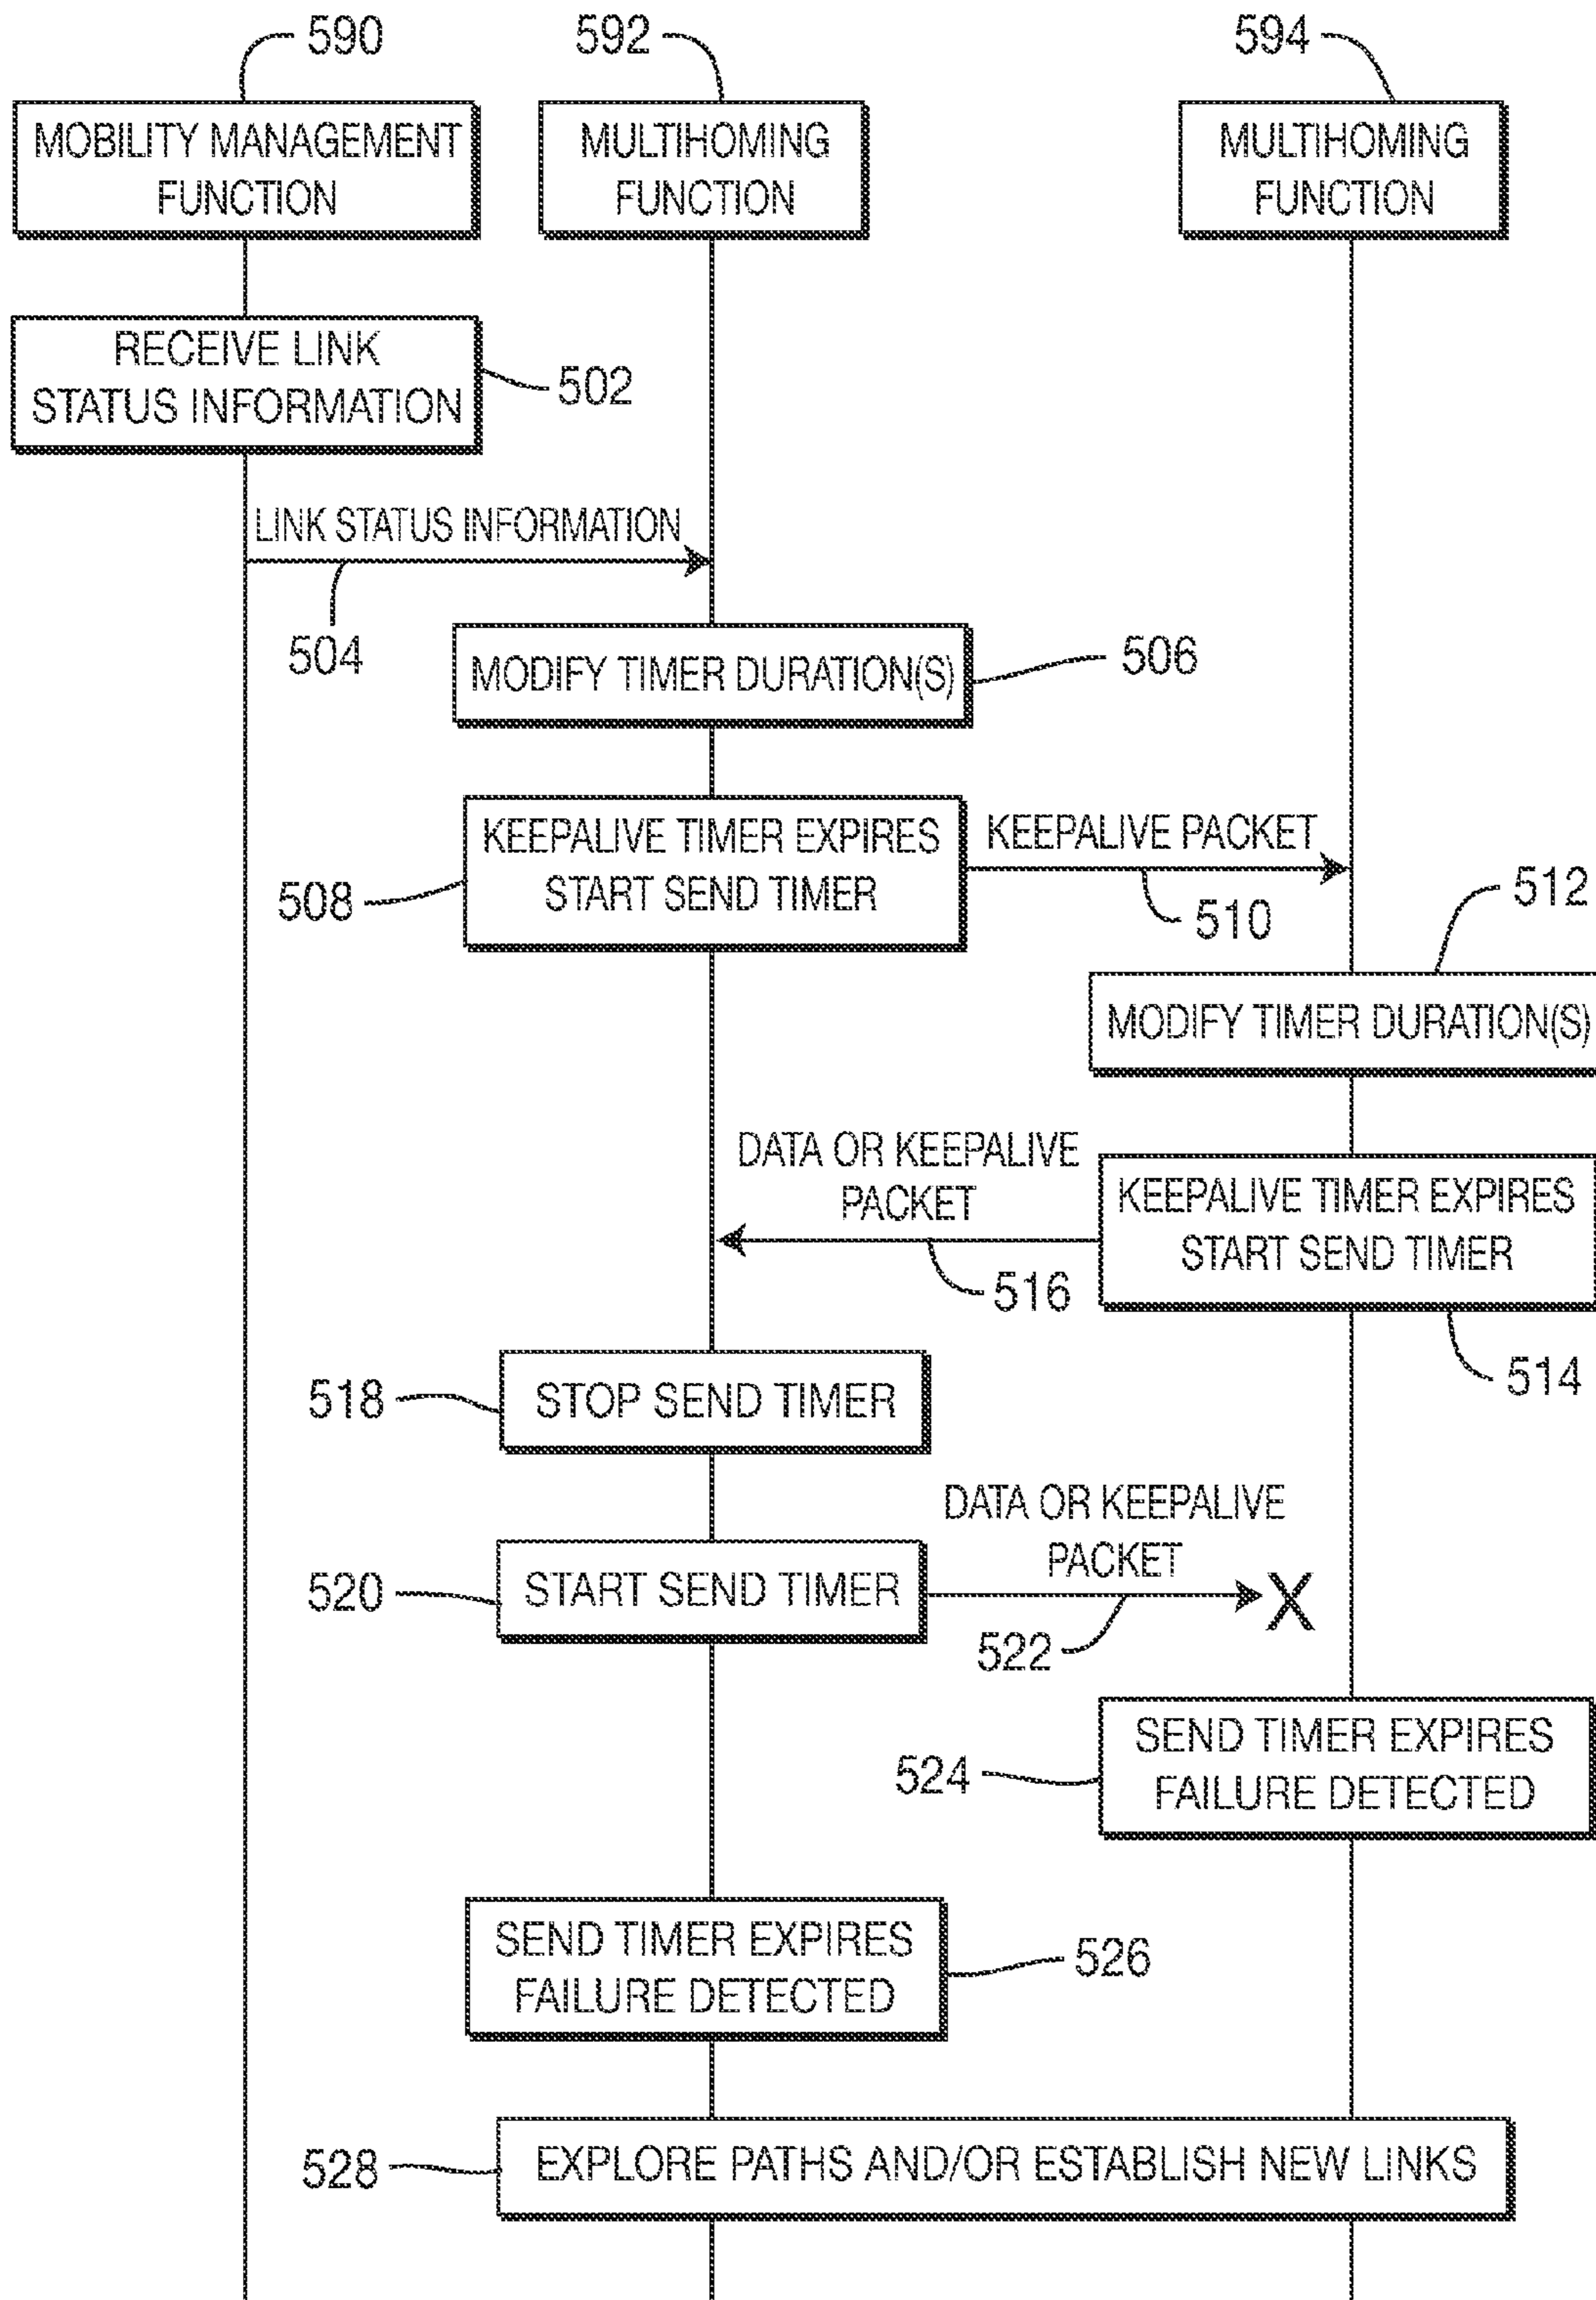 590
592
594
MOBILITY MANAGEMENT
FUNCTION
MULTIHOMING
FUNCTION
MULTIHOMING
FUNCTION
RECEIVE LINK
STATUS INFORMATION
502
LINK STATUS INFORMATION
504
MODIFY TIMER DURATION(S)
506
KEEPALIVE TIMER EXPIRES
START SEND TIMER
508
KEEPALIVE PACKET
510
512
MODIFY TIMER DURATION(S)
DATA OR KEEPALIVE
PACKET
516
KEEPALIVE TIMER EXPIRES
START SEND TIMER
514
518
STOP SEND TIMER
DATA OR KEEPALIVE
PACKET
520
START SEND TIMER
X
522
SEND TIMER EXPIRES
FAILURE DETECTED
524
SEND TIMER EXPIRES
FAILURE DETECTED
526
528
EXPLORE PATHS AND/OR ESTABLISH NEW LINKS